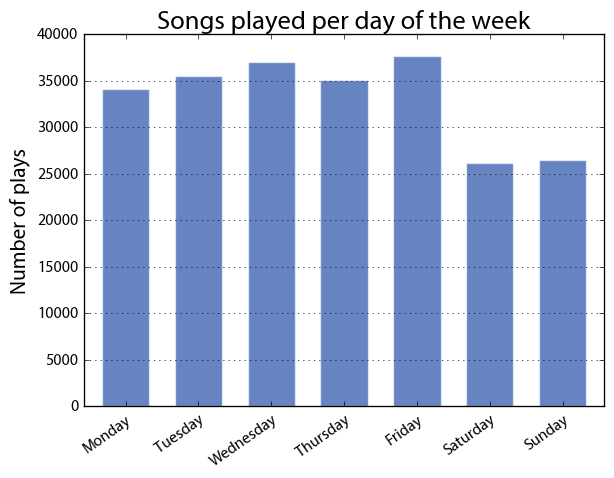 Songs played per day of the week
Number of plays
40000
35000
30000
25000
20000
15000
10000
5000
0
Monday
Tuesday
Wednesday
Thursday
Friday
Saturday
Sunday